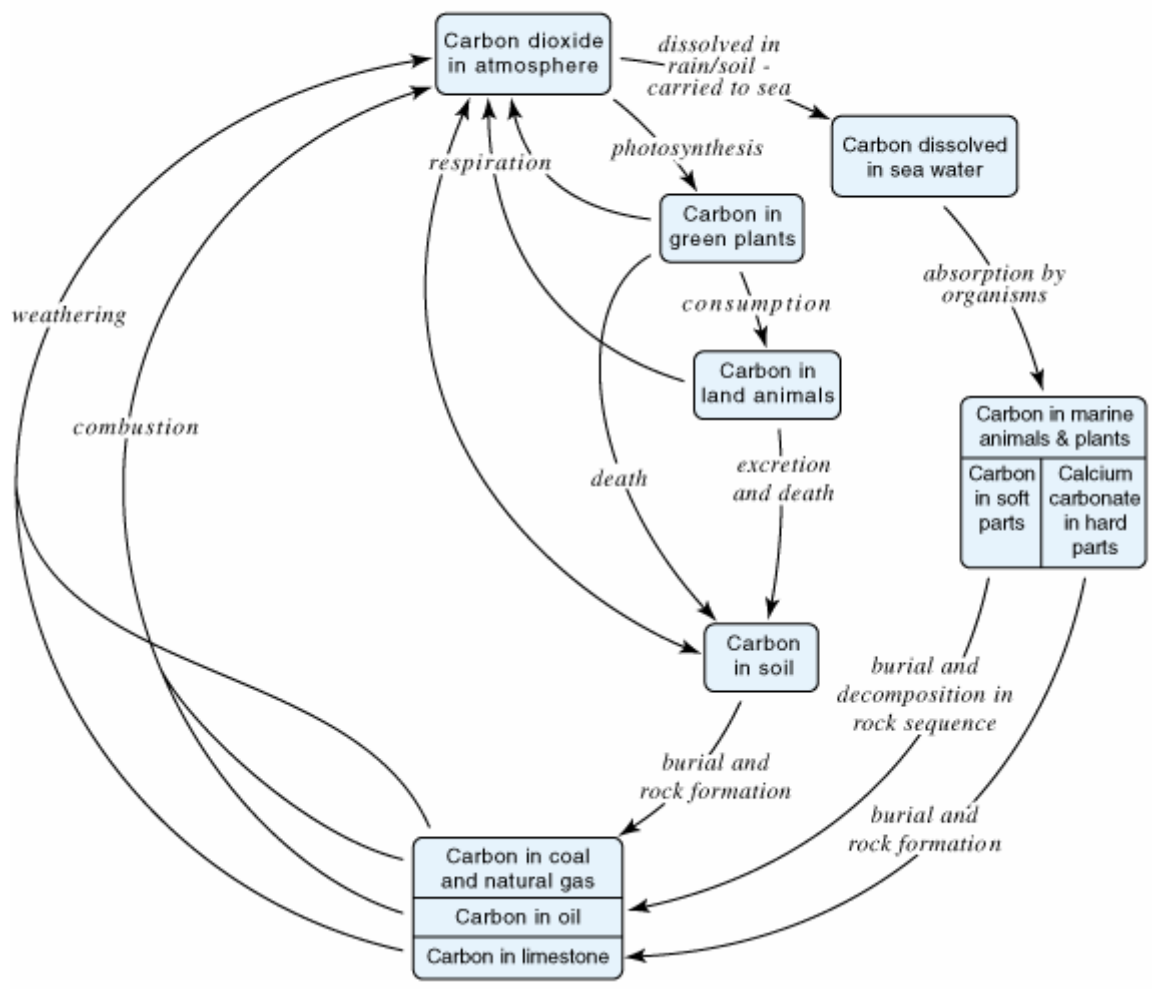 Carbon dioxide
in atmosphere
dissolved in
rain/soil -
carried to sea
Carbon dissolved
in sea water
respiration
photosynthesis
Carbon in
green plants
absorption by
organisms
consumption
weathering
Carbon in
land animals
combustion
Carbon in marine
animals & plants
Carbon
in soft
parts
Calcium
carbonate
in hard
parts
death
excretion
and death
Carbon
in soil
burial and
decomposition in
rock sequence
burial and
rock formation
burial and
rock formation
Carbon in coal
and natural gas
Carbon in oil
Carbon in limestone